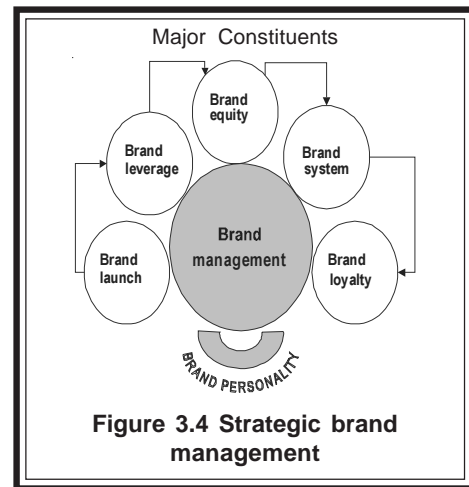 Major Constituents
Brand
equity
Brand
leverage
Brand
system
Brand
management
Brand
launch
Brand
loyalty
BRAND PERSONALITY
Figure 3.4 Strategic brand
management